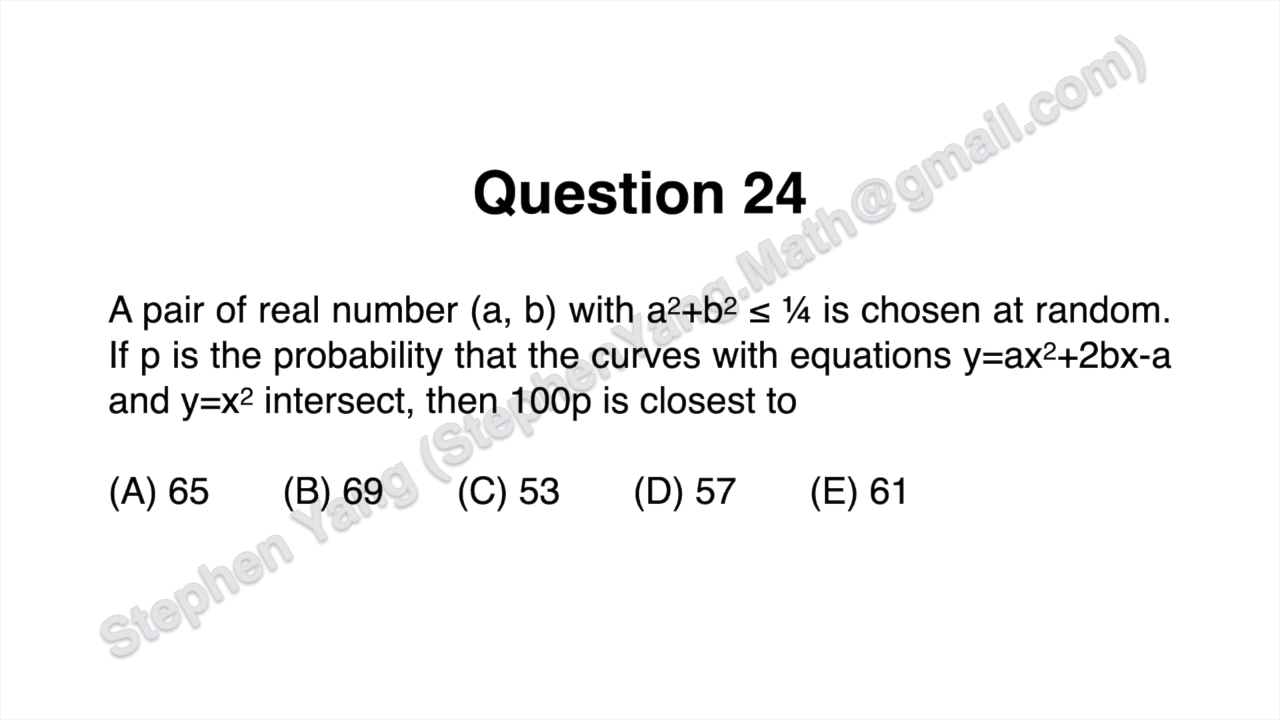 Question 24
A pair of real number (a, b) with a²+b² ≤ ¼ is chosen at random.
If p is the probability that the curves with equations y=ax²+2bx-a
and y=x² intersect, then 100p is closest to
(A) 65 (B) 69 (C) 53 (D) 57 (E) 61
Stephen Yang (StephenYang.Math@gmail.com)